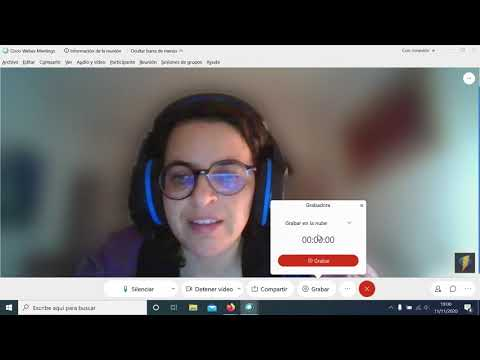 Cisco Webex Meetings
Información de la reunión
Ocultar barra de menús
Archivo Editar Compartir Ver Audio y vídeo Participante Reunión Sesiones de grupos Ayuda
Grabadora
Grabar en la nube
00:00:00
Grabar
Silenciar
Detener vídeo
Compartir
Grabar
Escribe aquí para buscar
19:00
11/11/2020